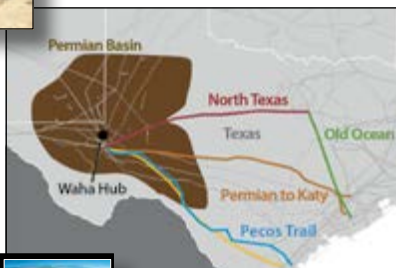 Permian Basin
North Texas
Texas
Old Ocean
Waha Hub
Permian to Katy
Pecos Trail